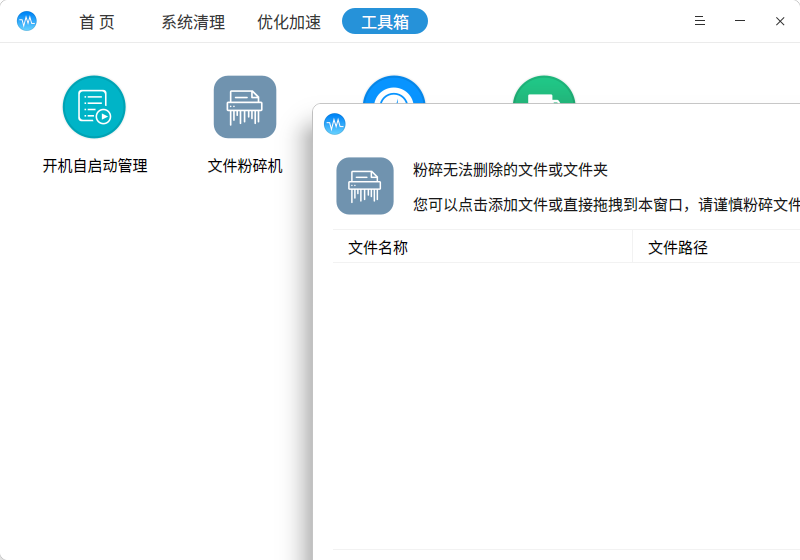 首 页
系统清理
优化加速
工具箱
开机自启动管理
文件粉碎机
粉碎无法删除的文件或文件夹
您可以点击添加文件或直接拖拽到本窗口，请谨慎粉碎文件
文件名称
文件路径